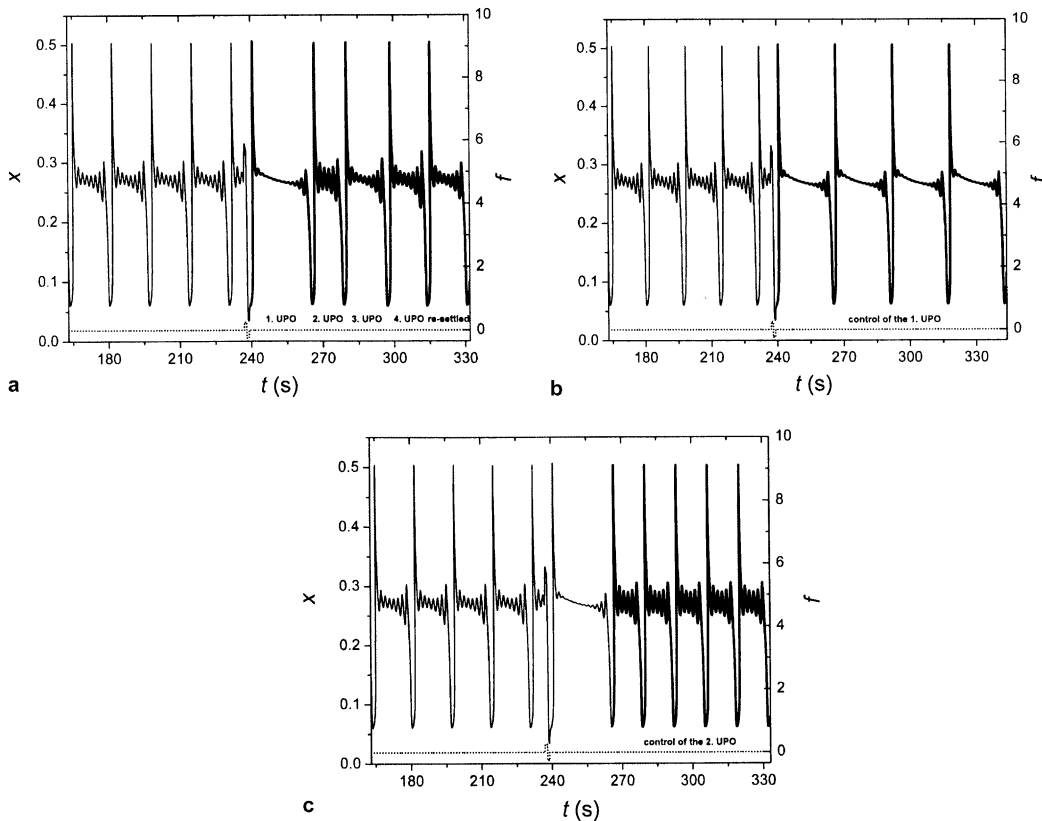 0.5
0.4
0.3
0.2
0.1
0.0
x
10
8
6
4
2
0
f
1. UPO 2. UPO 3. UPO 4. UPO re-settled
180 210 240 270 300 330
t (s)
a
0.5
0.4
0.3
0.2
0.1
0.0
x
10
8
6
4
2
0
f
control of the 1. UPO
180 210 240 270 300 330
t (s)
b
0.5
0.4
0.3
0.2
0.1
0.0
x
10
8
6
4
2
0
f
control of the 2. UPO
180 210 240 270 300 330
t (s)
c